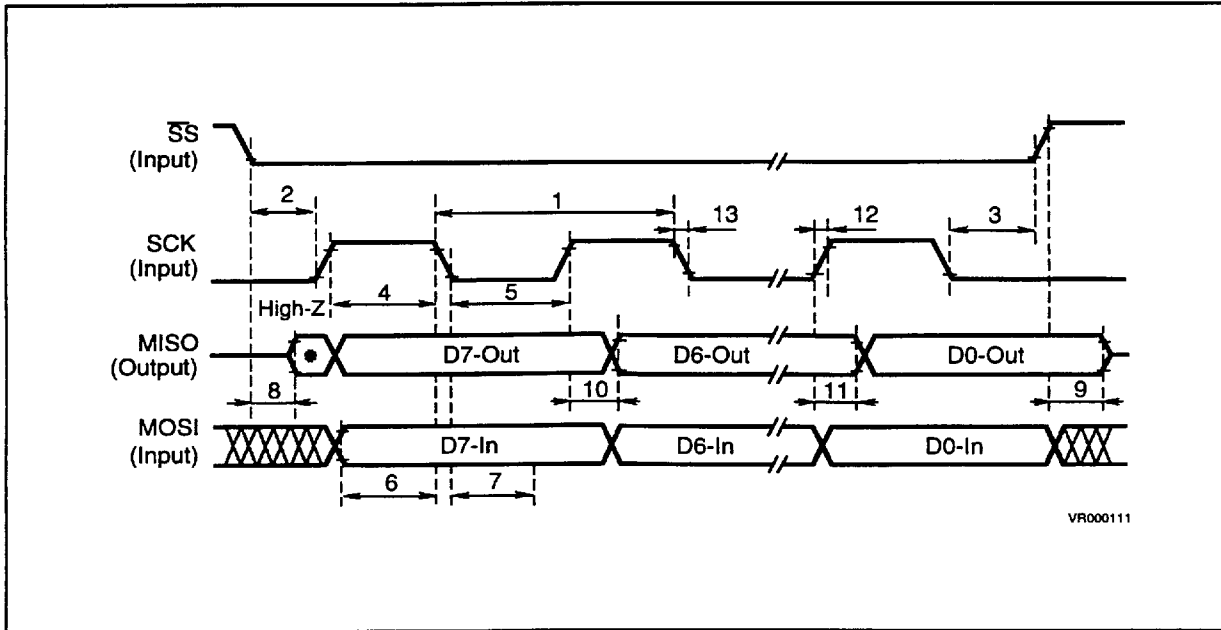 S̅S̅
(Input)
2
1
13
12
3
SCK
(Input)
High-Z
4
5
MISO
(Output)
D7-Out
D6-Out
D0-Out
8
10
11
9
MOSI
(Input)
D7-In
D6-In
D0-In
6
7
VR000111